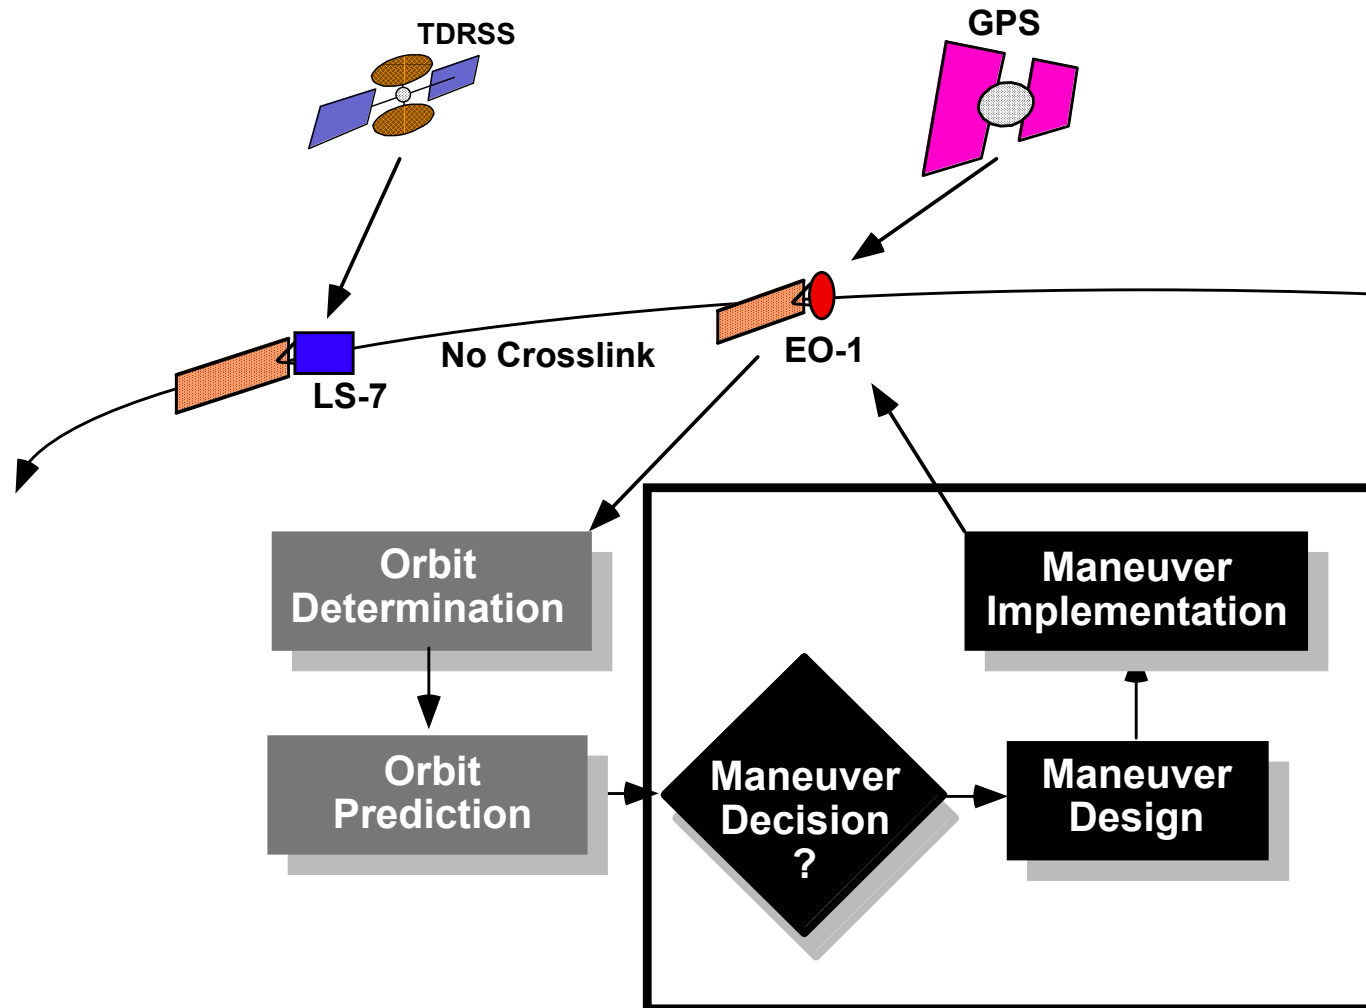 TDRSS
GPS
No Crosslink
EO-1
LS-7
Orbit
Determination
Maneuver
Implementation
Orbit
Prediction
Maneuver
Decision
?
Maneuver
Design